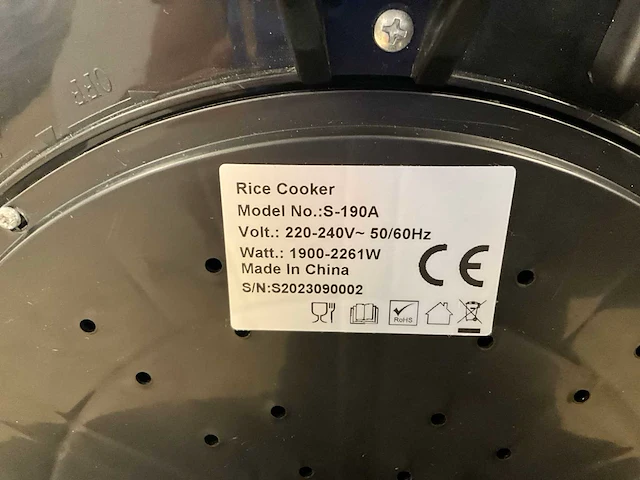 OFF
Rice Cooker
Model No.:S-190A
Volt.: 220-240V~ 50/60Hz
Watt.: 1900-2261W
Made In China
S/N:S2023090002
CE
RoHS